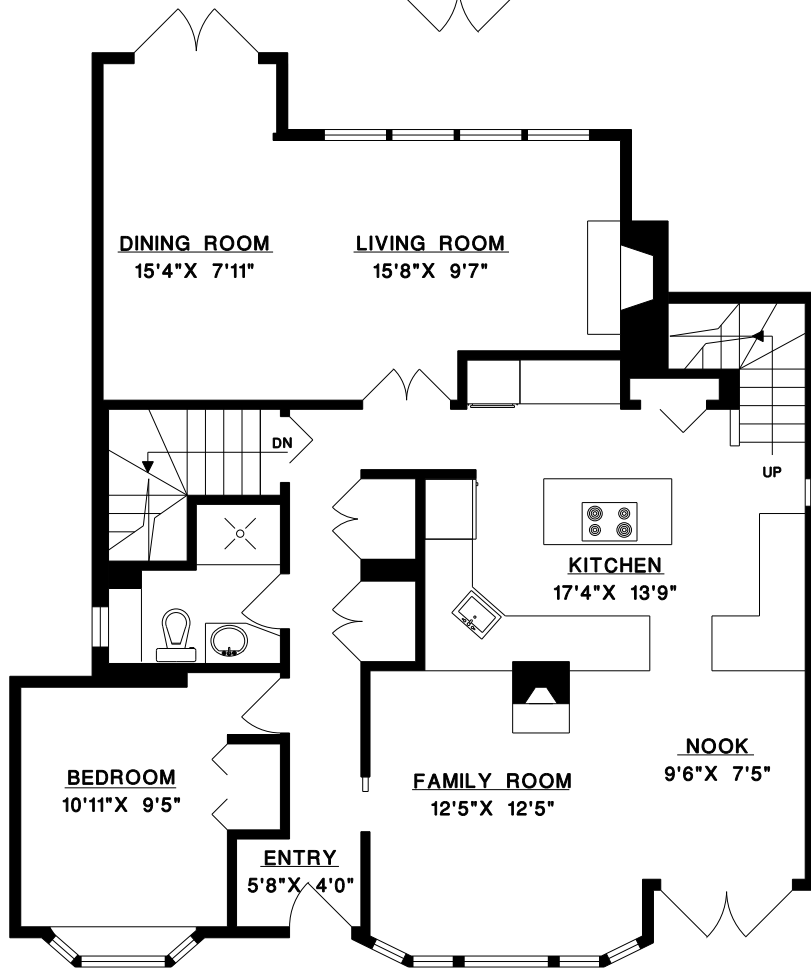 DINING ROOM
15'4"X 7'11"
LIVING ROOM
15'8"X 9'7"
DN
UP
KITCHEN
17'4"X 13'9"
NOOK
9'6"X 7'5"
BEDROOM
10'11"X 9'5"
FAMILY ROOM
12'5"X 12'5"
ENTRY
5'8"X 4'0"